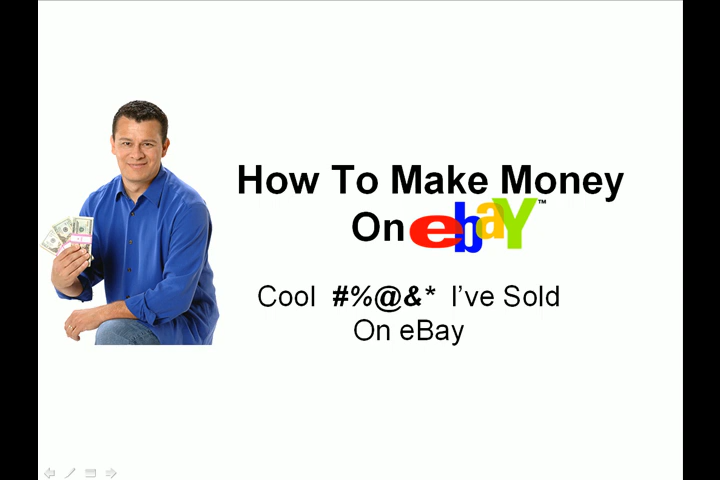 How To Make Money
On ebaY™
Cool #%@&* I've Sold
On eBay